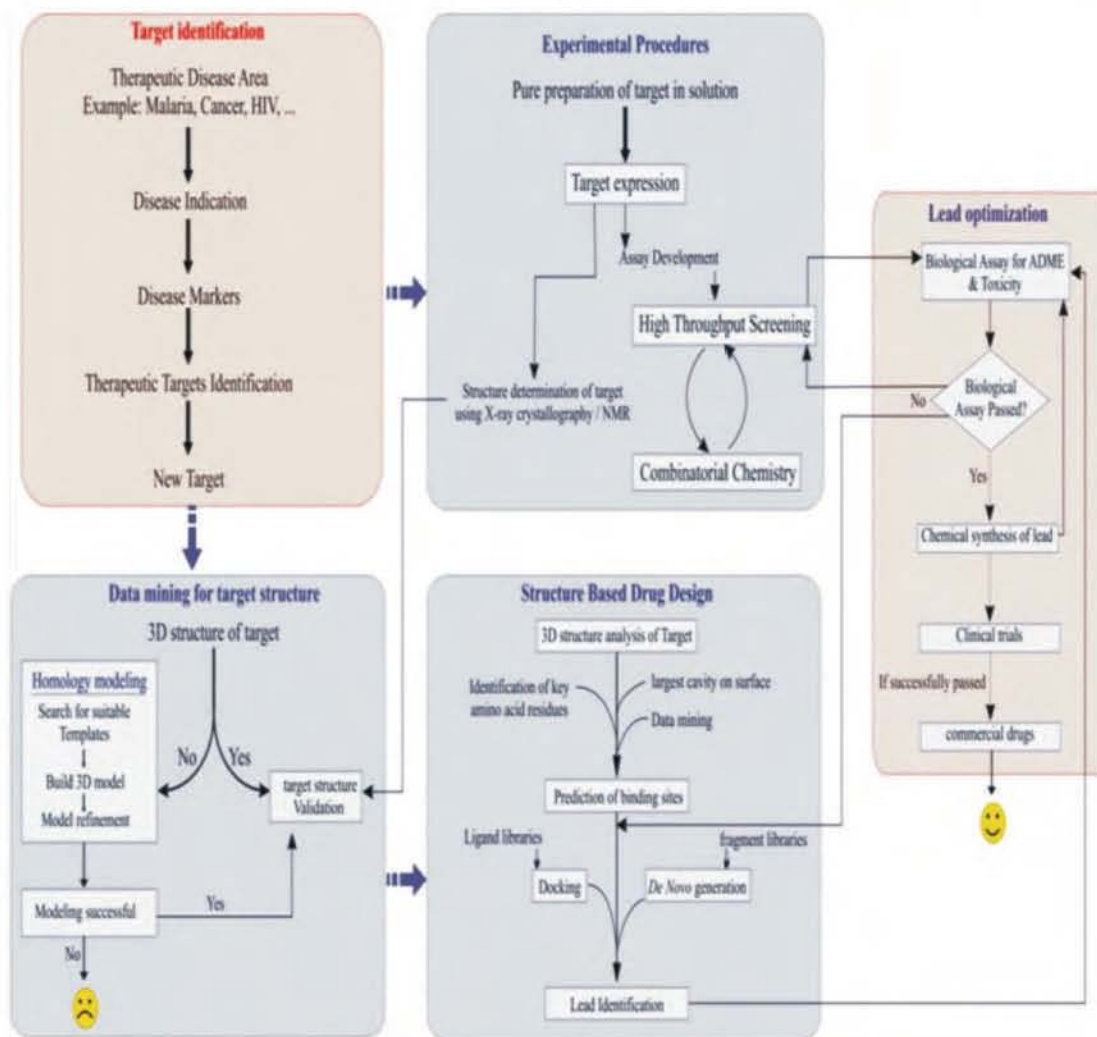 Target identification
Therapeutic Disease Area
Example: Malaria, Cancer, HIV, ...
Disease Indication
Disease Markers
Therapeutic Targets Identification
New Target
Experimental Procedures
Pure preparation of target in solution
Target expression
Assay Development
High Throughput Screening
Structure determination of target
using X-ray crystallography / NMR
Combinatorial Chemistry
Lead optimization
Biological Assay for ADME
& Toxicity
Biological
Assay Passed?
No
Yes
Chemical synthesis of lead
Clinical trials
If successfully passed
commercial drugs
Data mining for target structure
3D structure of target
Homology modeling
Search for suitable
Templates
Build 3D model
Model refinement
No
Yes
target structure
Validation
Modeling successful
Yes
No
Structure Based Drug Design
3D structure analysis of Target
Identification of key
amino acid residues
largest cavity on surface
Data mining
Prediction of binding sites
Ligand libraries
fragment libraries
Docking
De Novo generation
Lead Identification